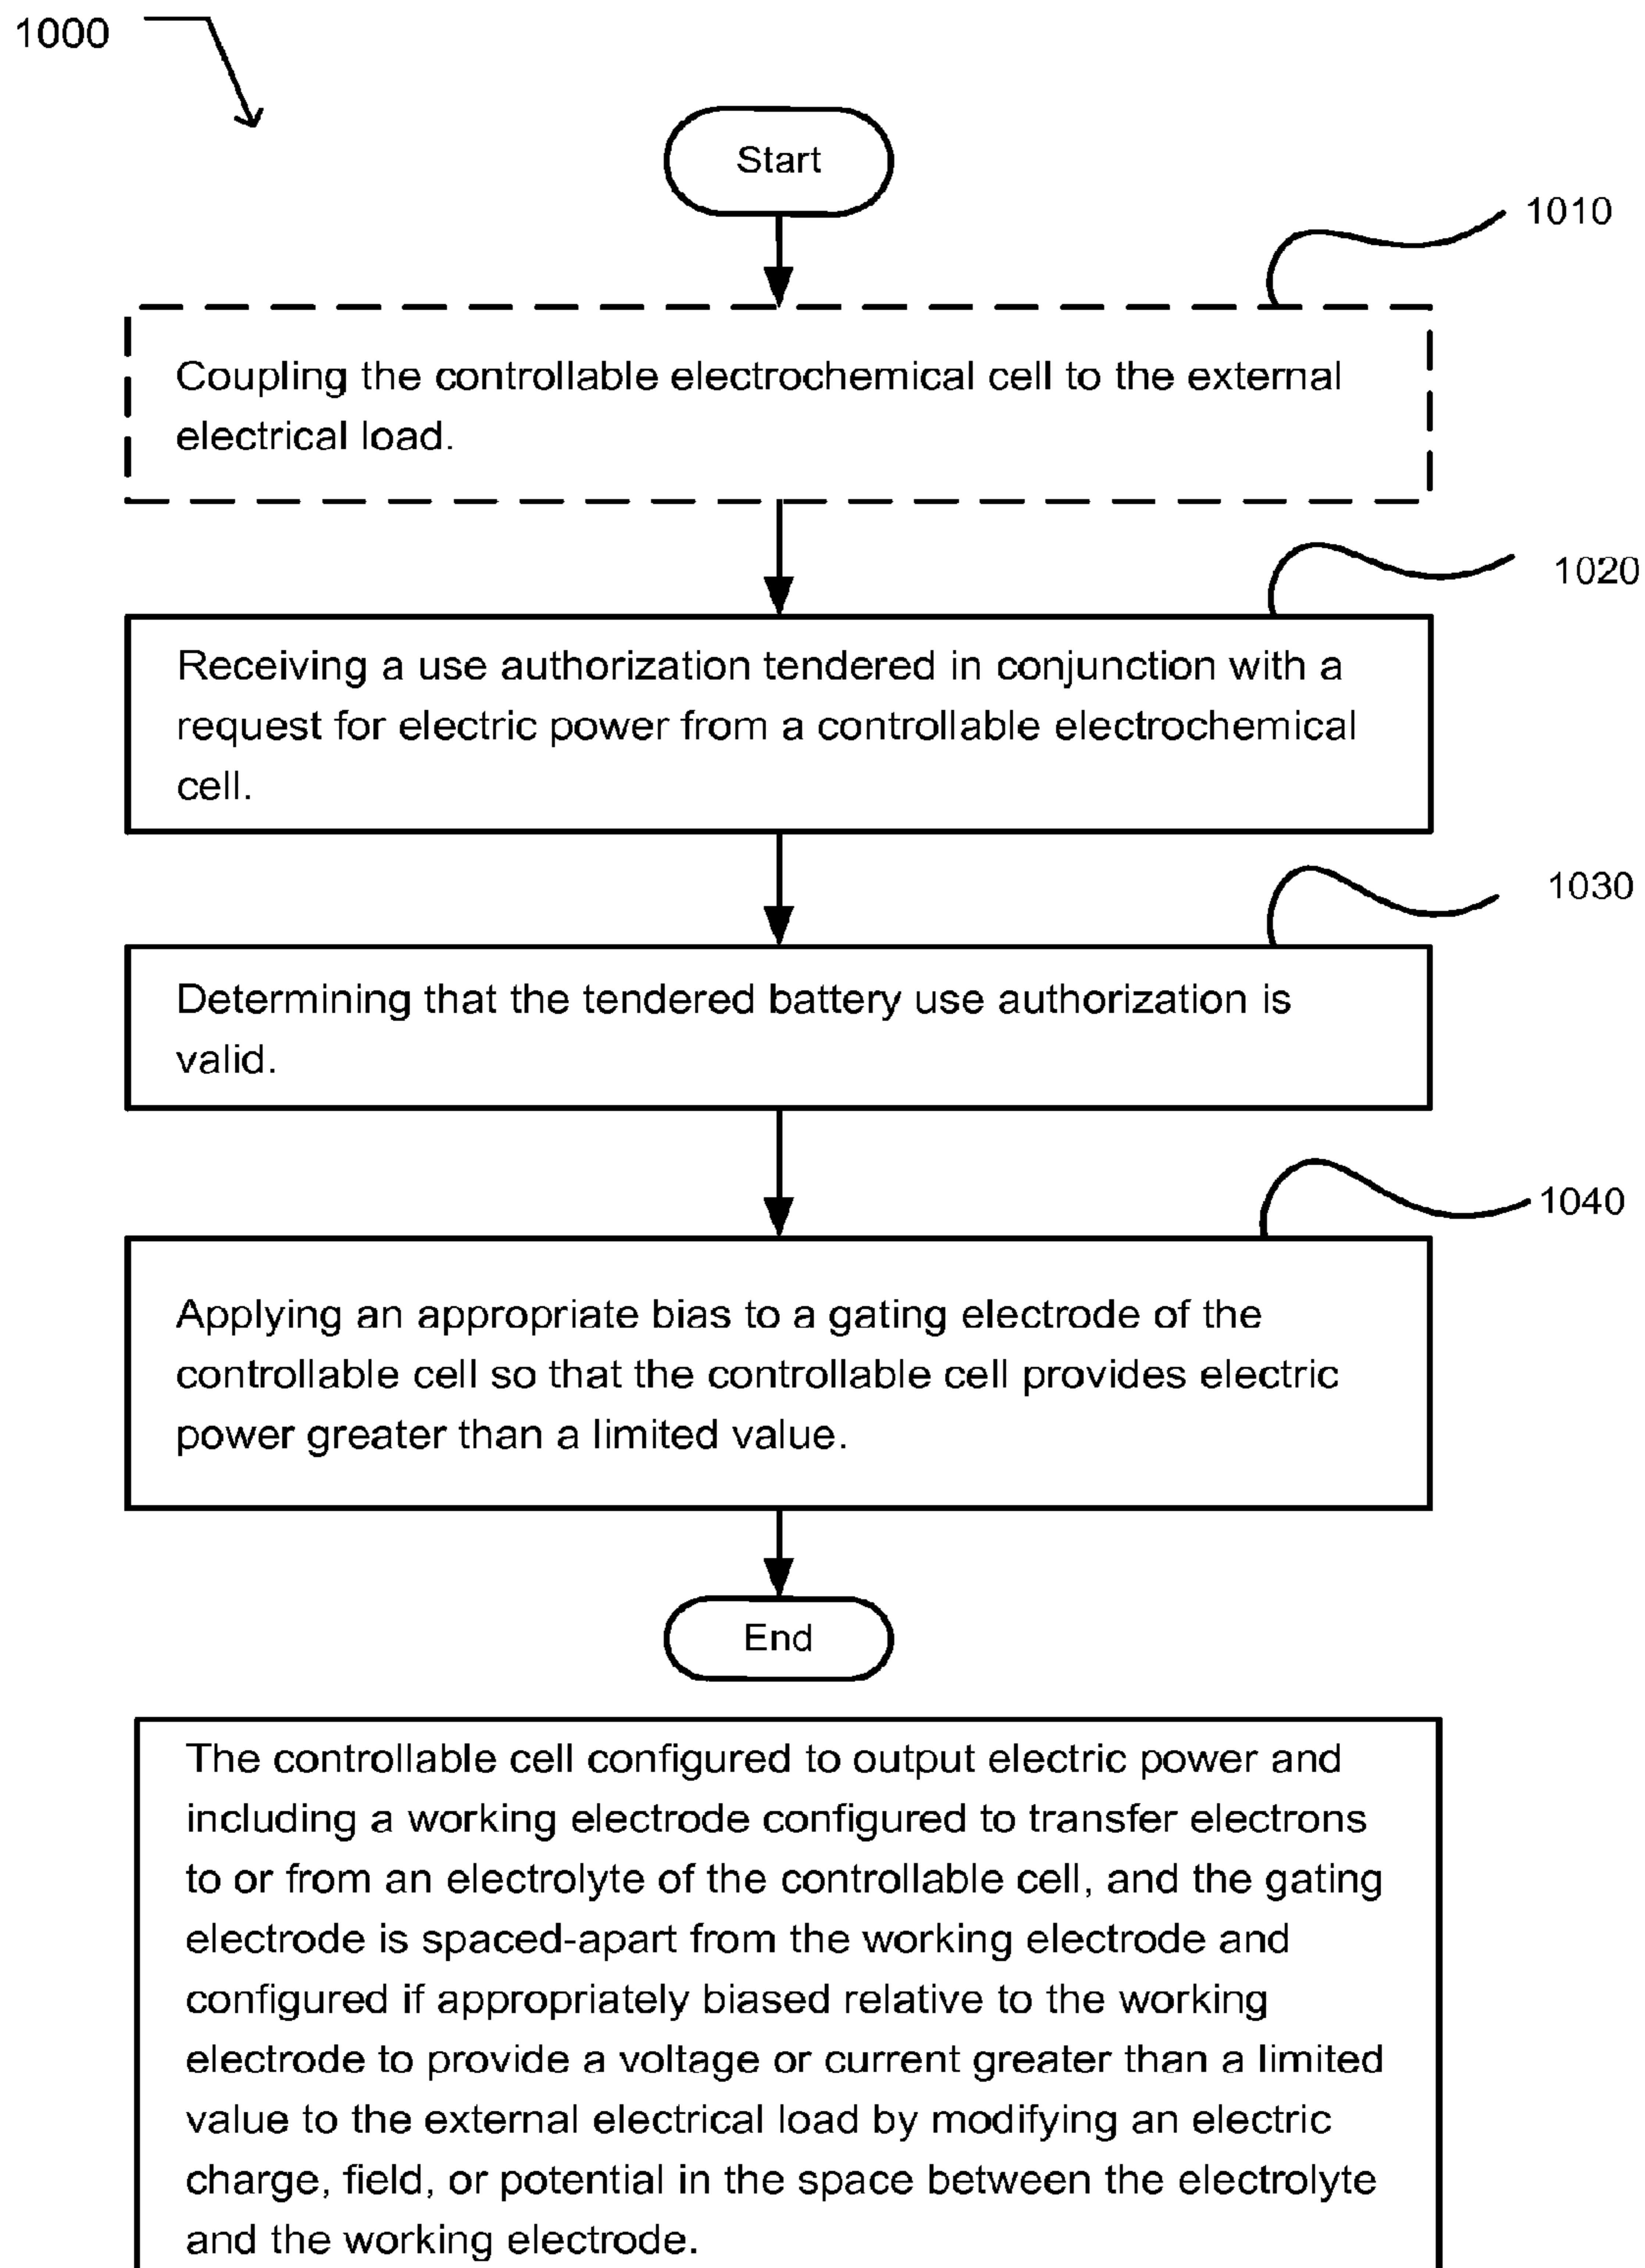 1000
Start
1010
Coupling the controllable electrochemical cell to the external
electrical load.
1020
Receiving a use authorization tendered in conjunction with a
request for electric power from a controllable electrochemical
cell.
1030
Determining that the tendered battery use authorization is
valid.
1040
Applying an appropriate bias to a gating electrode of the
controllable cell so that the controllable cell provides electric
power greater than a limited value.
End
The controllable cell configured to output electric power and
including a working electrode configured to transfer electrons
to or from an electrolyte of the controllable cell, and the gating
electrode is spaced-apart from the working electrode and
configured if appropriately biased relative to the working
electrode to provide a voltage or current greater than a limited
value to the external electrical load by modifying an electric
charge, field, or potential in the space between the electrolyte
and the working electrode.